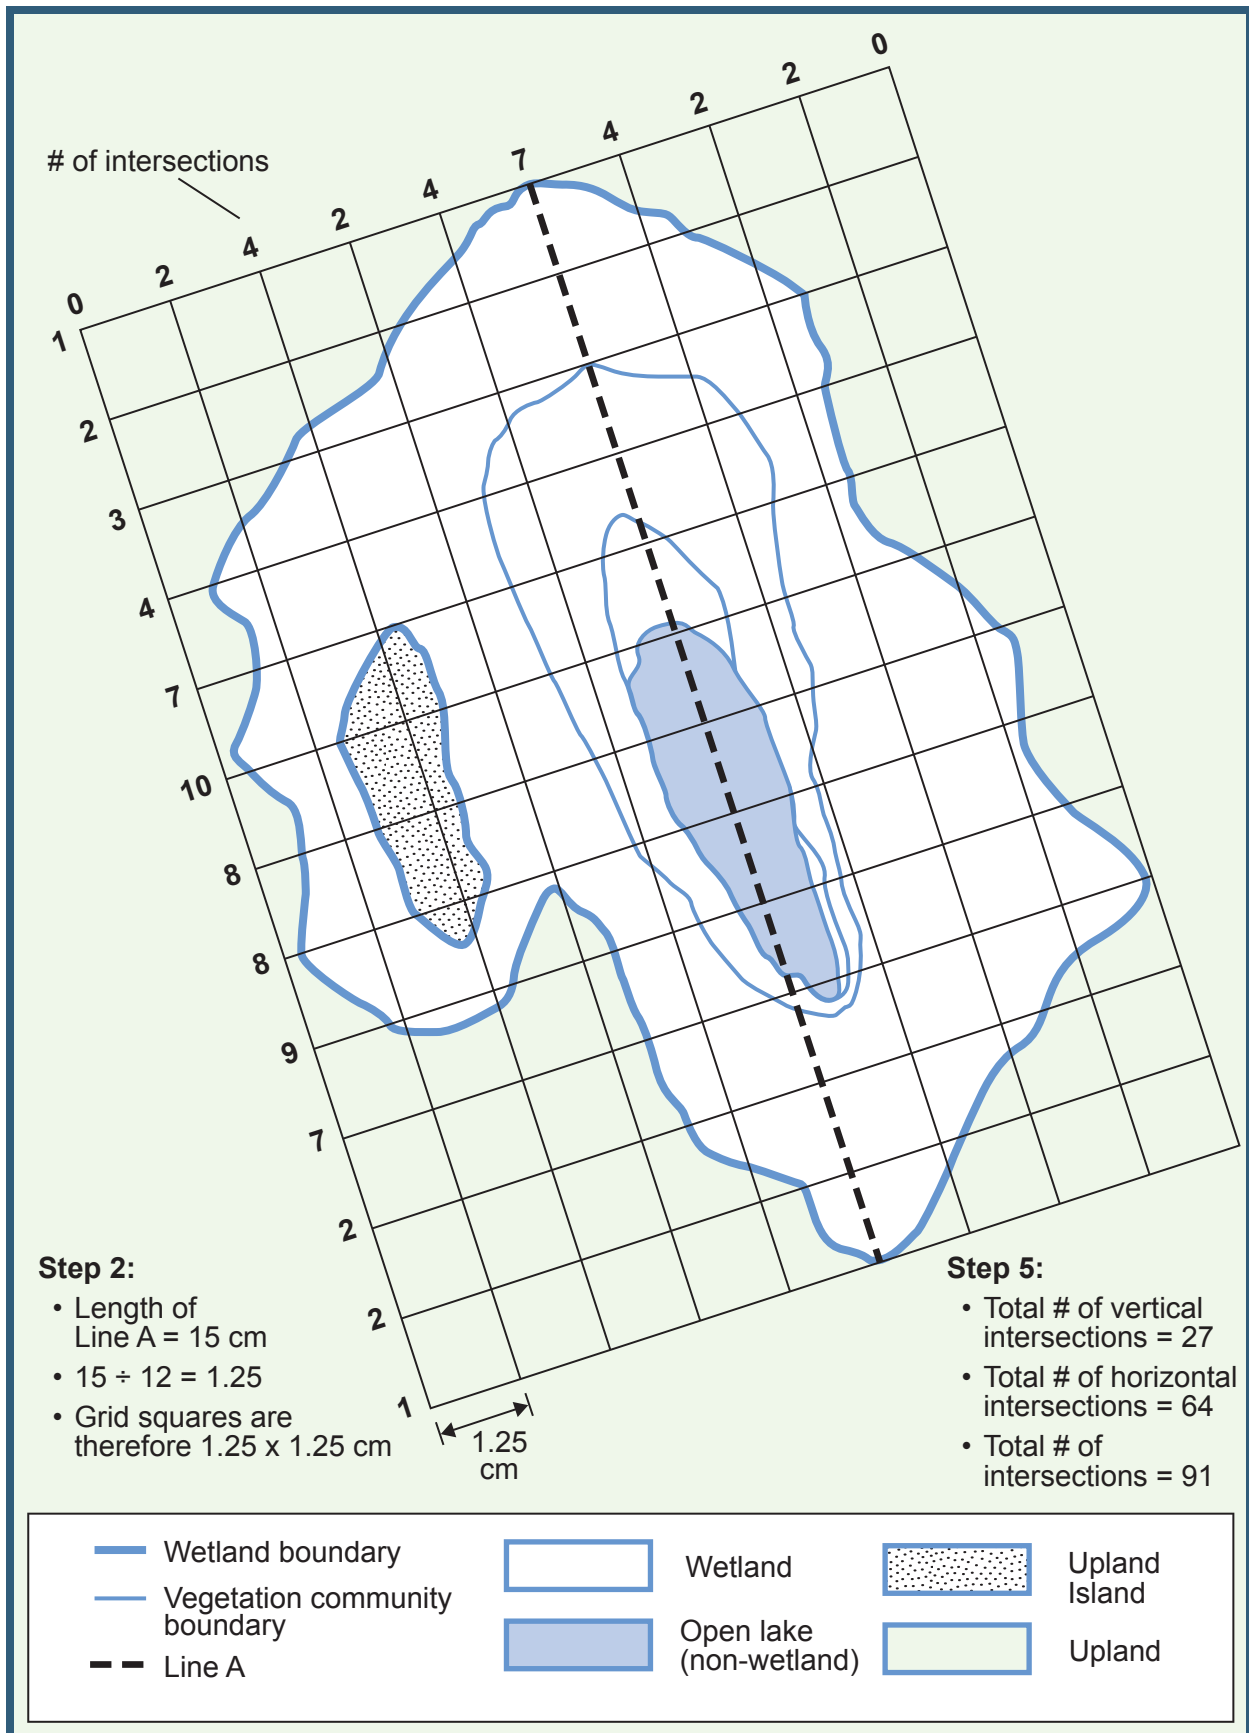 # of intersections
0
2
4
2
4
7
4
2
2
0
1
2
3
4
7
10
8
8
9
7
2
2
1
1.25
cm
Step 2:
• Length of
Line A = 15 cm
• 15 ÷ 12 = 1.25
• Grid squares are
therefore 1.25 x 1.25 cm
Step 5:
• Total # of vertical
intersections = 27
• Total # of horizontal
intersections = 64
• Total # of
intersections = 91
Wetland boundary
Vegetation community
boundary
Line A
Wetland
Open lake
(non-wetland)
Upland
Island
Upland